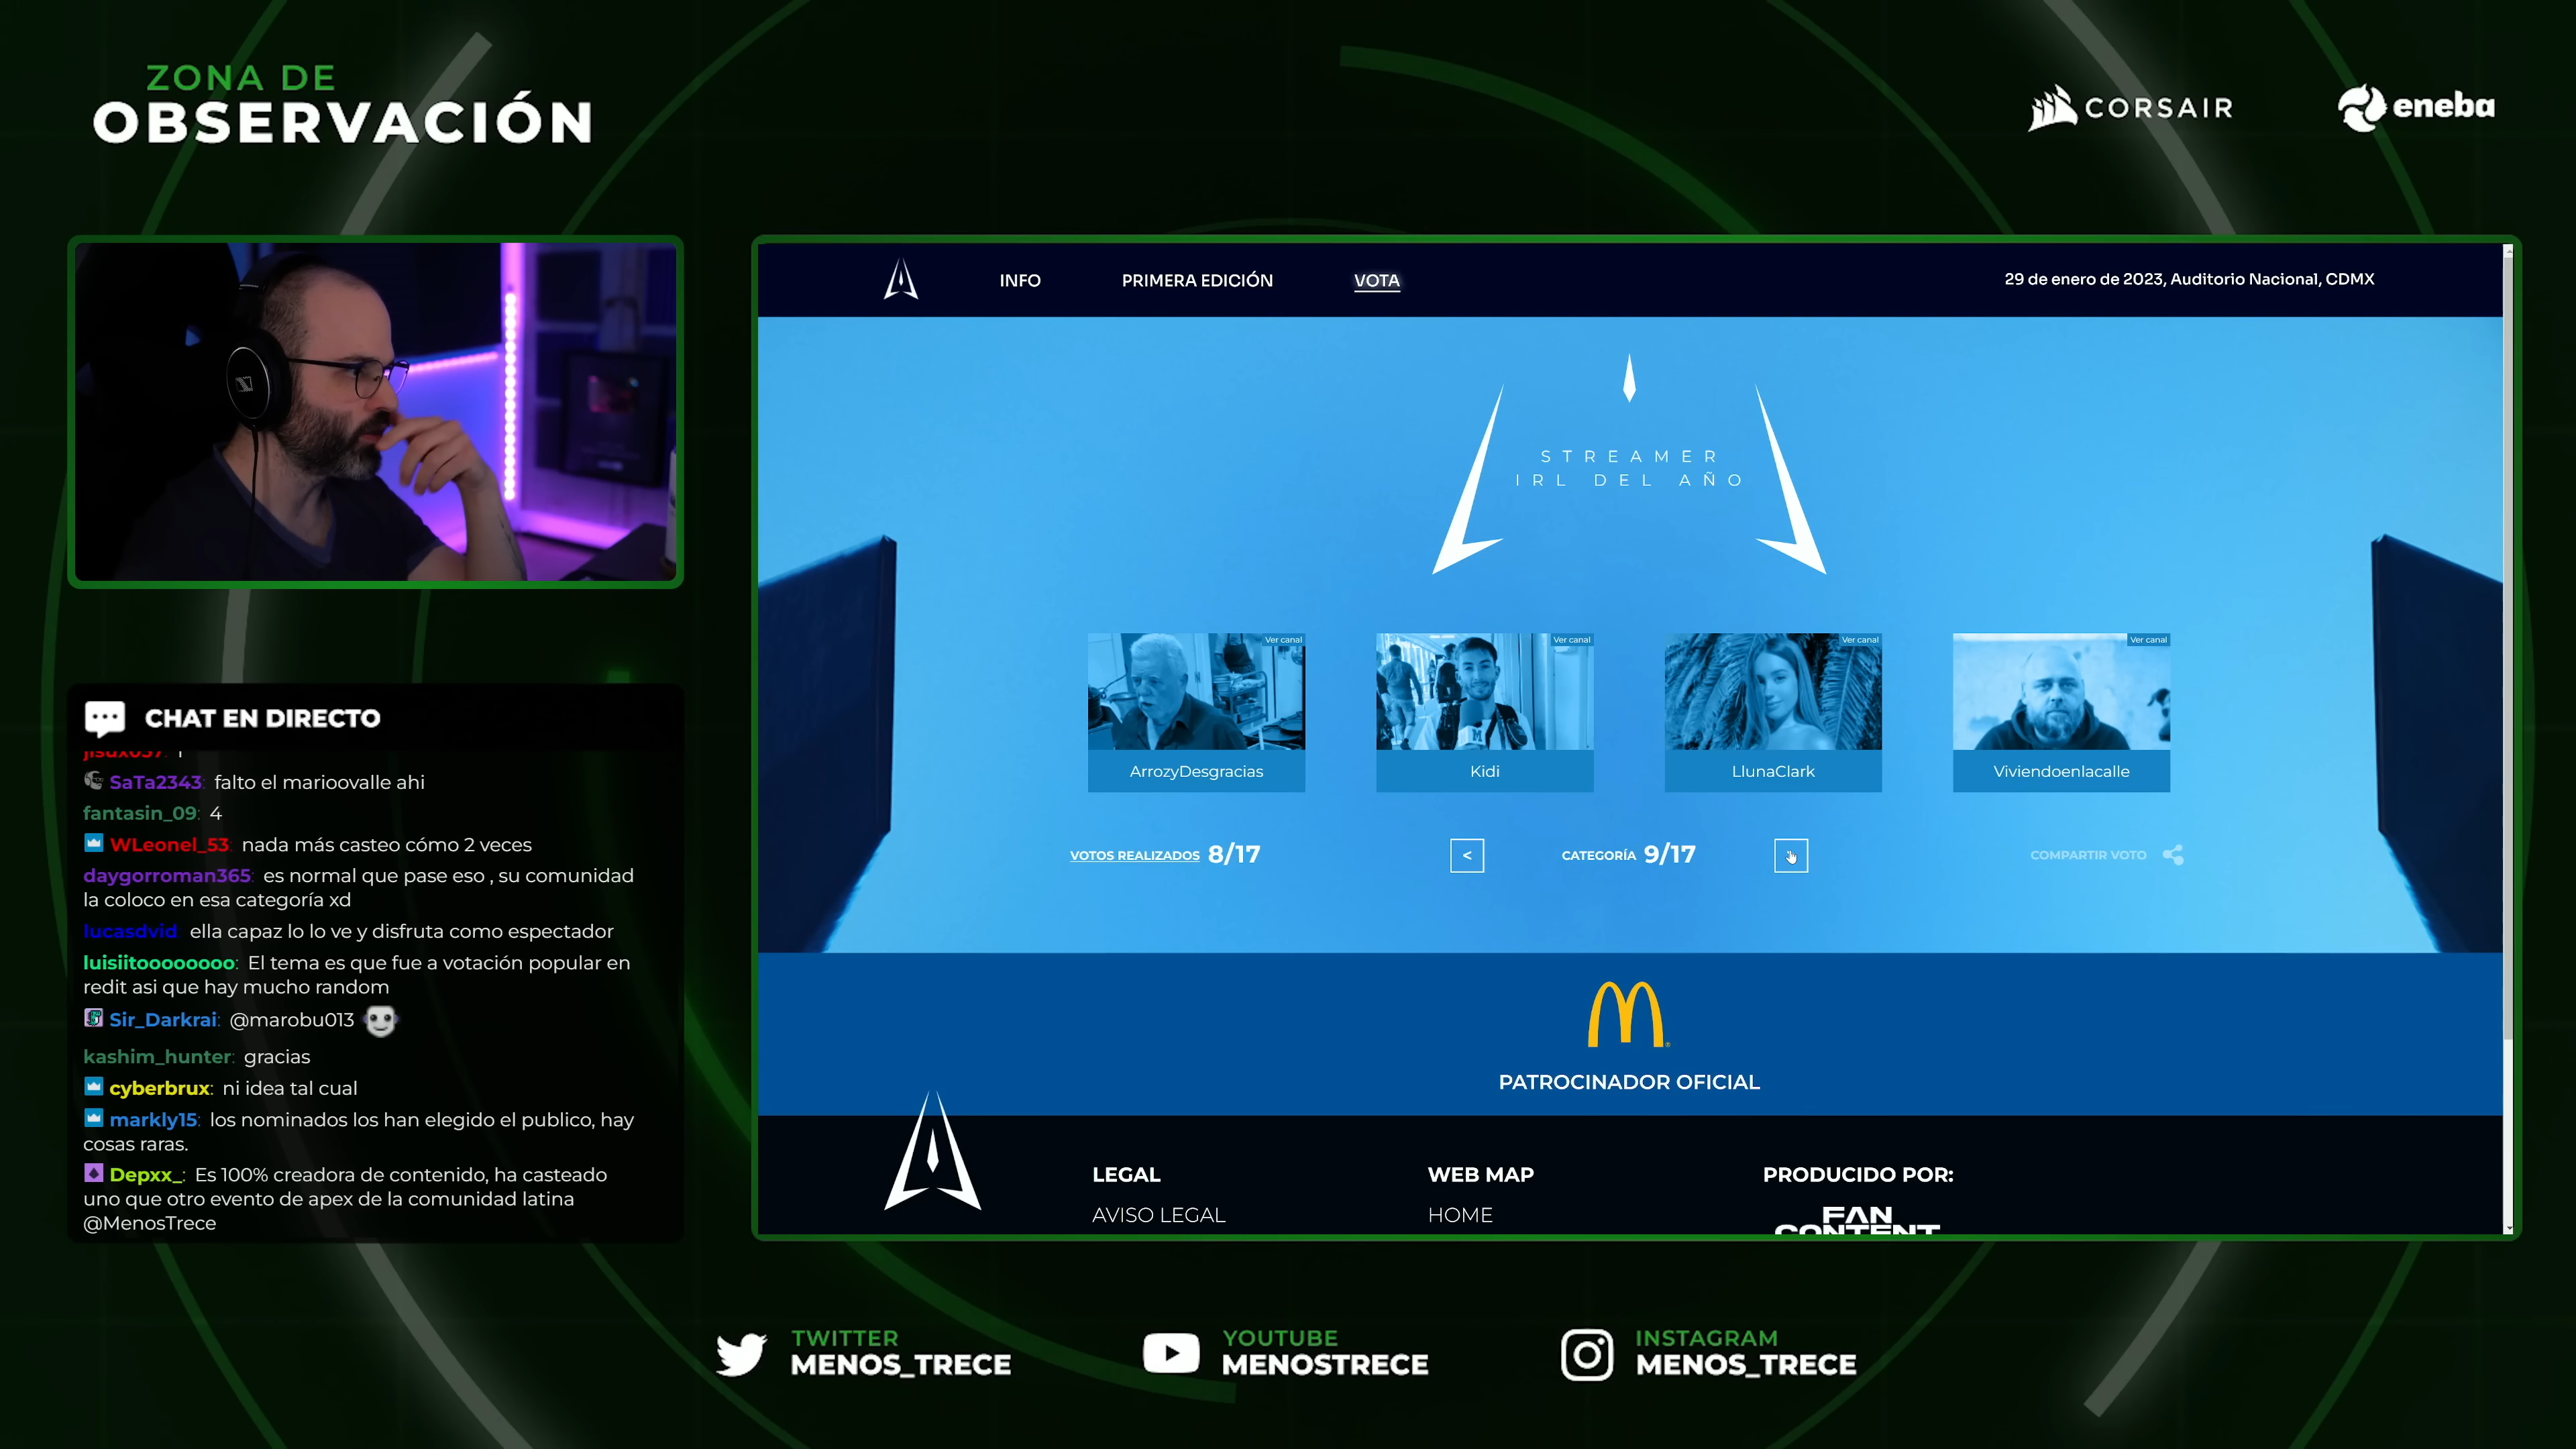 ZONA DE
OBSERVACIÓN
CORSAIR
eneba
INFO
PRIMERA EDICIÓN
VOTA
29 de enero de 2023, Auditorio Nacional, CDMX
STREAMER
IRL DEL AÑO
Ver canal
Ver canal
Ver canal
Ver canal
ArrozyDesgracias
Kidi
LlunaClark
Viviendoenlacalle
VOTOS REALIZADOS 8/17
<
CATEGORÍA 9/17
COMPARTIR VOTO
PATROCINADOR OFICIAL
LEGAL
AVISO LEGAL
WEB MAP
HOME
PRODUCIDO POR:
FAN
CONTENT
CHAT EN DIRECTO
SaTa2343: falto el marioovalle ahi
fantasin_09: 4
WLeonel_53: nada más casteo cómo 2 veces
daygorroman365: es normal que pase eso , su comunidad
la coloco en esa categoría xd
lucasdvid: ella capaz lo lo ve y disfruta como espectador
luisiitoooooooo: El tema es que fue a votación popular en
redit asi que hay mucho random
Sir_Darkrai: @marobu013
kashim_hunter: gracias
cyberbrux: ni idea tal cual
markly15: los nominados los han elegido el publico, hay
cosas raras.
Depxx_: Es 100% creadora de contenido, ha casteado
uno que otro evento de apex de la comunidad latina
@MenosTrece
TWITTER
MENOS_TRECE
YOUTUBE
MENOSTRECE
INSTAGRAM
MENOS_TRECE